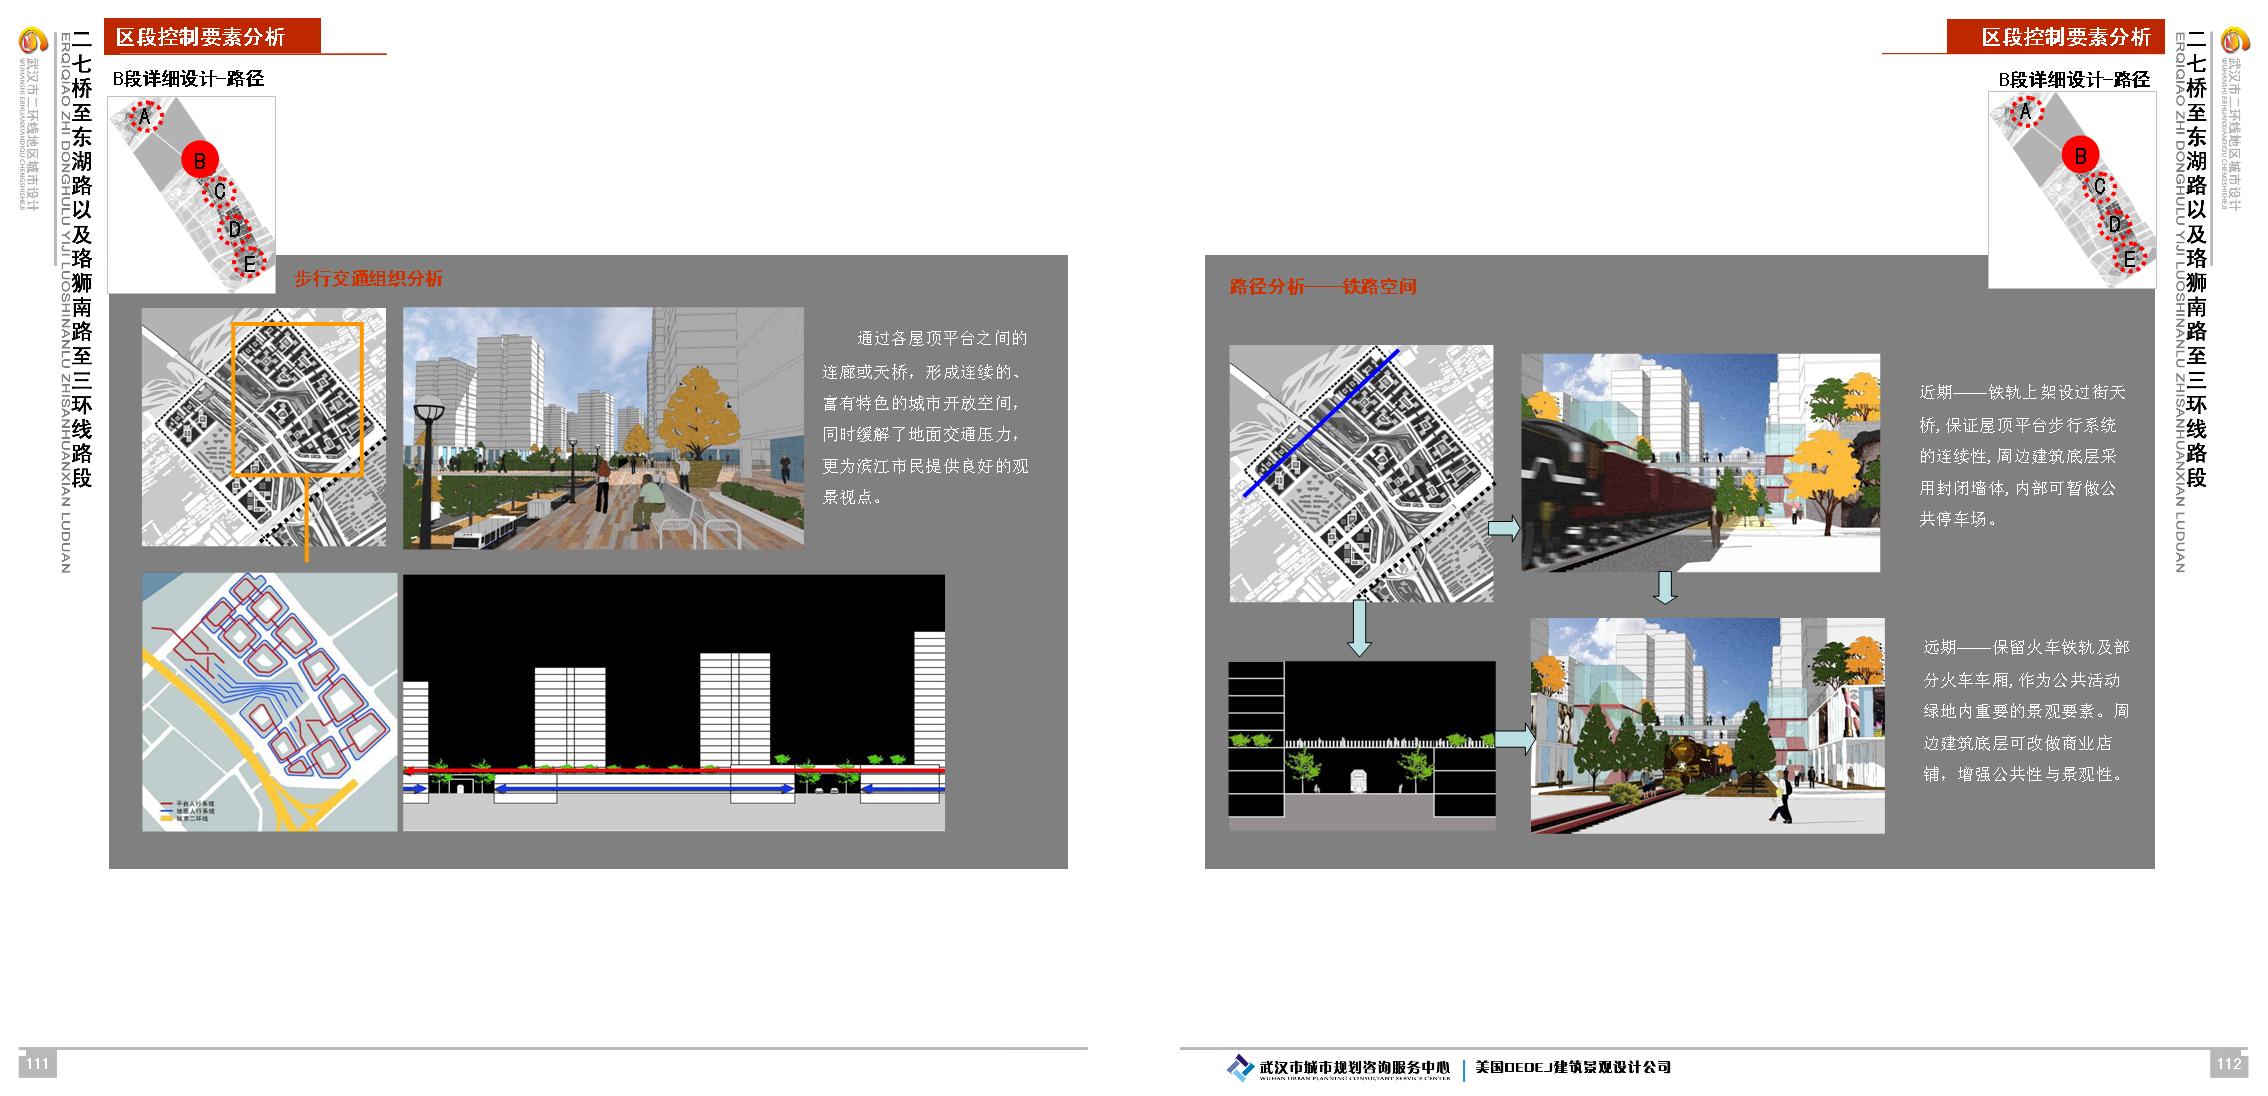 区段控制要素分析
B段详细设计-路径
A
B
C
D
E
武汉市二环线地区城市设计
WUHANSHI ERHUANXIANDIQU CHENGSHISHEJI
二七桥至东湖路以及珞狮南路至三环线路段
ERQIQIAO ZHI DONGHULU YIJI LUOSHINANLU ZHISANHUANXIAN LUDUAN
步行交通组织分析
通过各屋顶平台之间的
连廊或天桥，形成连续的、
富有特色的城市开放空间，
同时缓解了地面交通压力，
更为滨江市民提供良好的观
景视点。
平台人行系统
地面人行系统
城市二环线
111
区段控制要素分析
B段详细设计-路径
A
B
C
D
E
武汉市二环线地区城市设计
WUHANSHI ERHUANXIANDIQU CHENGSHISHEJI
二七桥至东湖路以及珞狮南路至三环线路段
ERQIQIAO ZHI DONGHULU YIJI LUOSHINANLU ZHISANHUANXIAN LUDUAN
路径分析——铁路空间
近期——铁轨上架设过街天
桥,保证屋顶平台步行系统
的连续性,周边建筑底层采
用封闭墙体,内部可暂做公
共停车场。
远期——保留火车铁轨及部
分火车车厢,作为公共活动
绿地内重要的景观要素。周
边建筑底层可改做商业店
铺，增强公共性与景观性。
武汉市城市规划咨询服务中心
WUHAN URBAN PLANNING CONSULTANT SERVICE CENTER
美国DEDEJ建筑景观设计公司
112